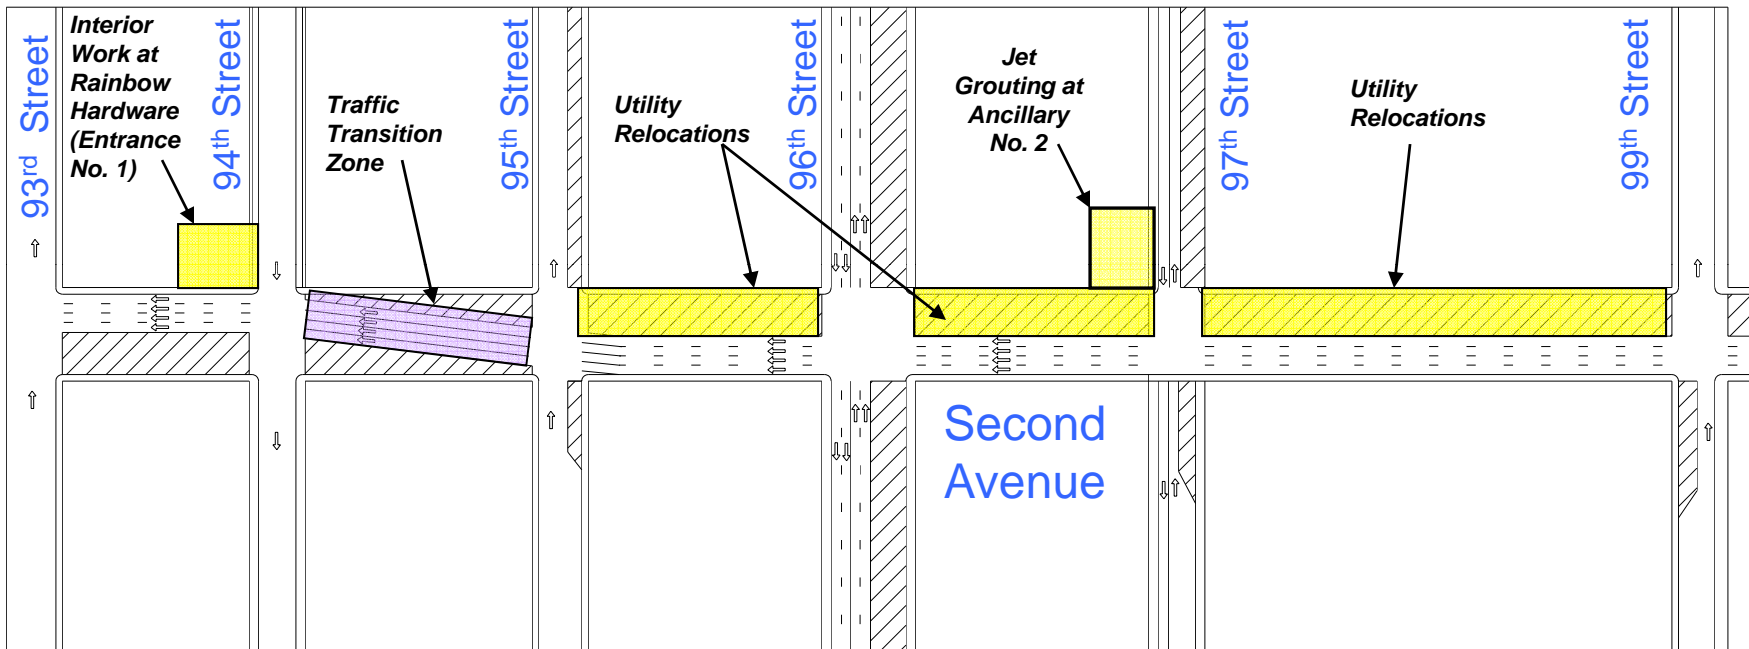 93rd Street
Interior
Work at
Rainbow
Hardware
(Entrance
No. 1)
94th Street
Traffic
Transition
Zone
95th Street
Utility
Relocations
96th Street
Jet
Grouting at
Ancillary
No. 2
97th Street
Utility
Relocations
99th Street
Second
Avenue